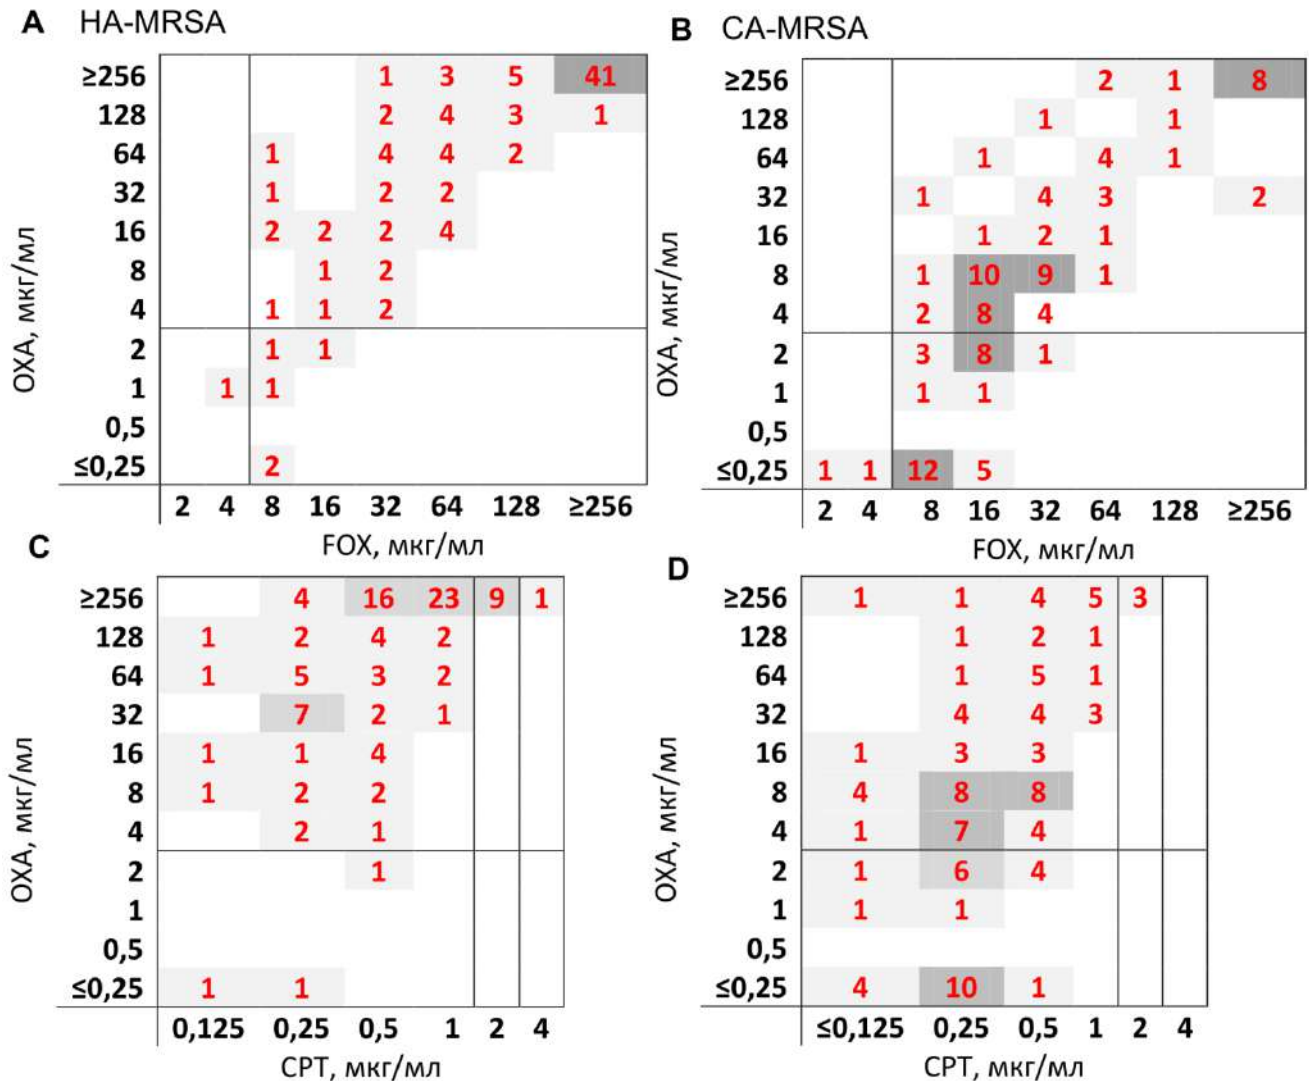 A HA-MRSA
≥256 1 3 5 41
128 2 4 3 1
64 1 4 4 2
32 1 2 2
16 2 2 2 4
8 1 2
4 1 1 2
2 1 1
1 1 1
0,5
≤0,25 2
2 4 8 16 32 64 128 ≥256
OXA, мкг/мл
FOX, мкг/мл
B CA-MRSA
≥256 2 1 8
128 1 1
64 1 4 1
32 1 4 3 2
16 1 2 1
8 1 10 9 1
4 2 8 4
2 3 8 1
1 1 1
0,5
≤0,25 1 1 12 5
2 4 8 16 32 64 128 ≥256
OXA, мкг/мл
FOX, мкг/мл
C
≥256 4 16 23 9 1
128 1 2 4 2
64 1 5 3 2
32 7 2 1
16 1 1 4
8 1 2 2
4 2 1
2 1
1
0,5
≤0,25 1 1
0,125 0,25 0,5 1 2 4
OXA, мкг/мл
CPT, мкг/мл
D
≥256 1 1 4 5 3
128 1 2 1
64 1 5 1
32 4 4 3
16 1 3 3
8 4 8 8
4 1 7 4
2 1 6 4
1 1 1
0,5
≤0,25 4 10 1
≤0,125 0,25 0,5 1 2 4
OXA, мкг/мл
CPT, мкг/мл